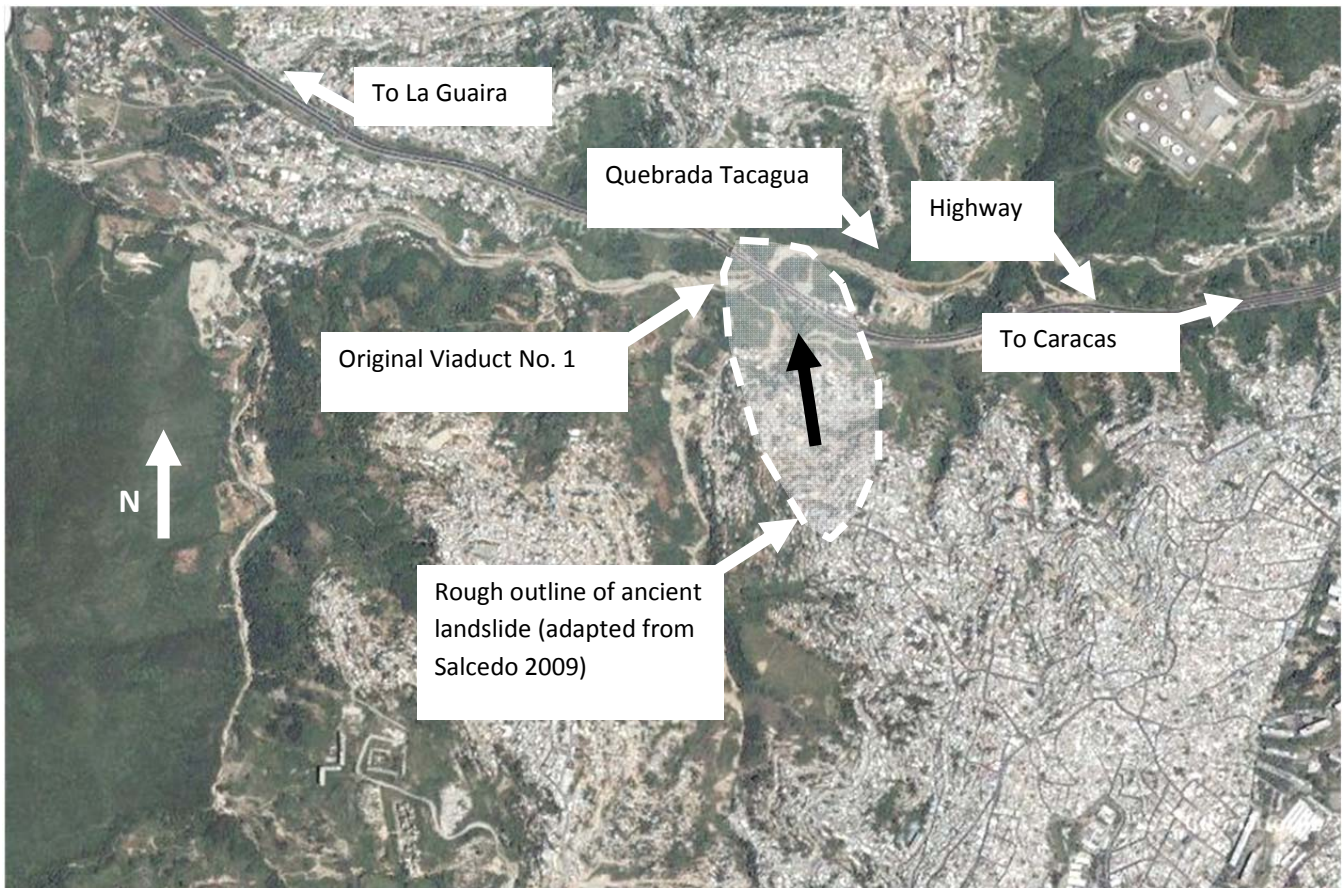 To La Guaira
Quebrada Tacagua
Highway
Original Viaduct No. 1
To Caracas
N
Rough outline of ancient
landslide (adapted from
Salcedo 2009)